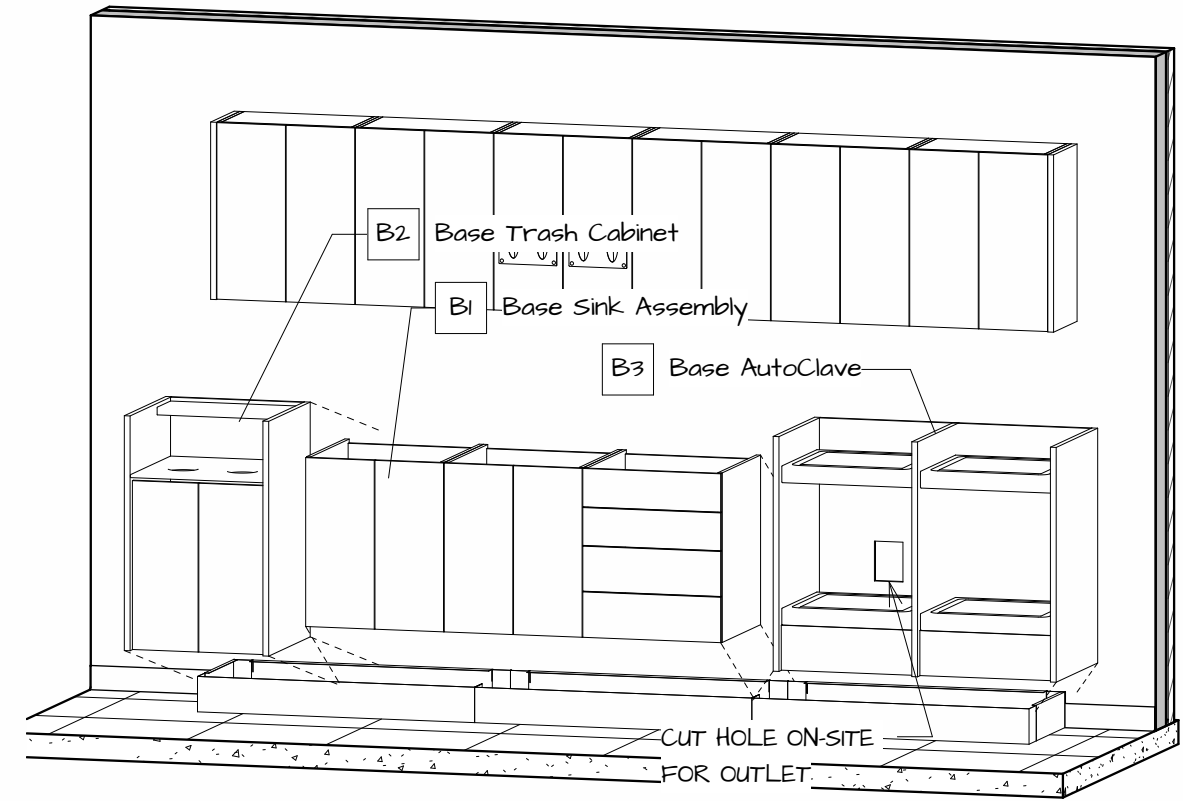 B2 Base Trash Cabinet
B1 Base Sink Assembly
B3 Base AutoClave
CUT HOLE ON-SITE
FOR OUTLET